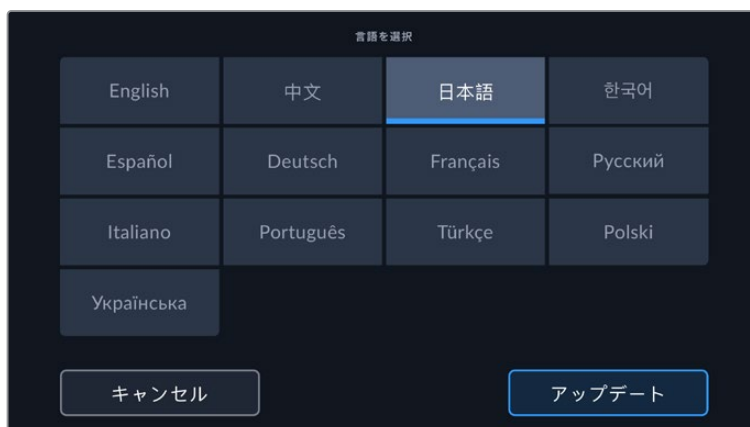 言語を選択
English 中文 日本語 한국어
Español Deutsch Français Русский
Italiano Português Türkçe Polski
Українська
キャンセル アップデート